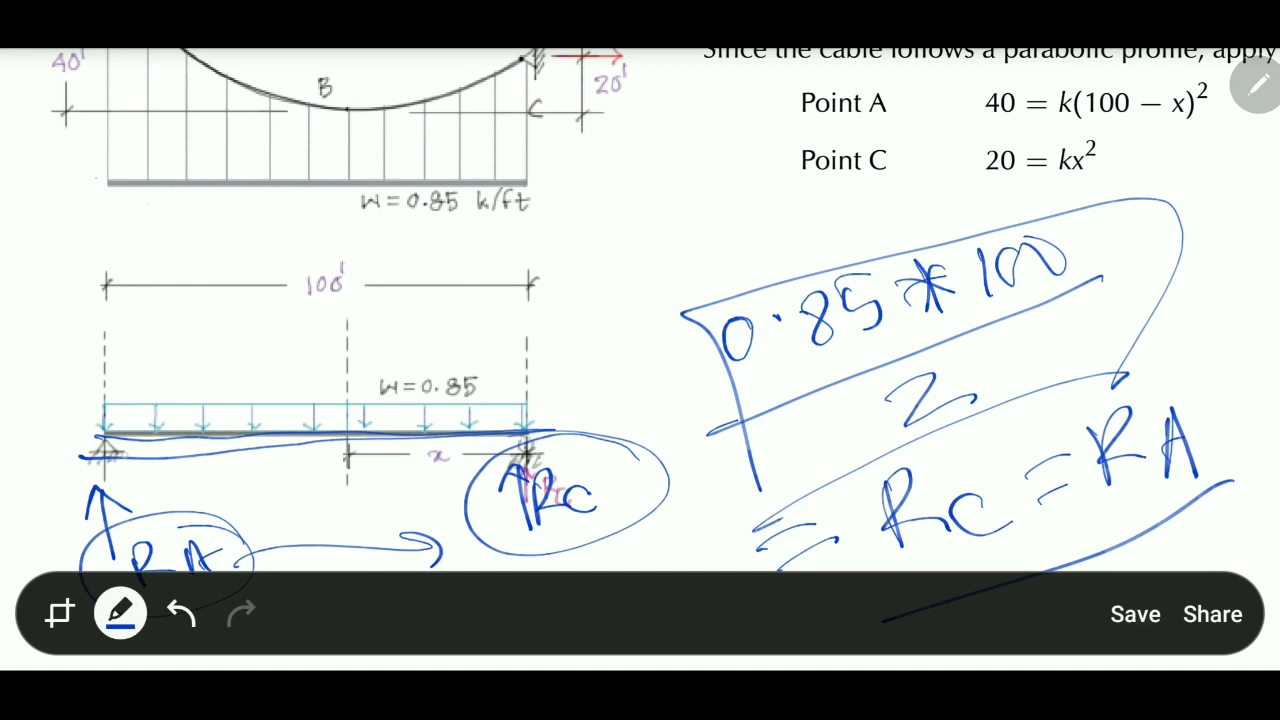 Since the cable follows a parabolic profile, apply
40'
B
20'
C
Point A 40 = k(100 − x)²
Point C 20 = kx²
W = 0.85 k/ft
100'
0.85 * 100
2
= RC = RA
W = 0.85
x
RC
RA
Save Share